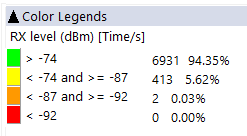 Color Legends
RX level (dBm) [Time/s]
> -74 6931 94.35%
< -74 and >= -87 413 5.62%
< -87 and >= -92 2 0.03%
< -92 0 0.00%